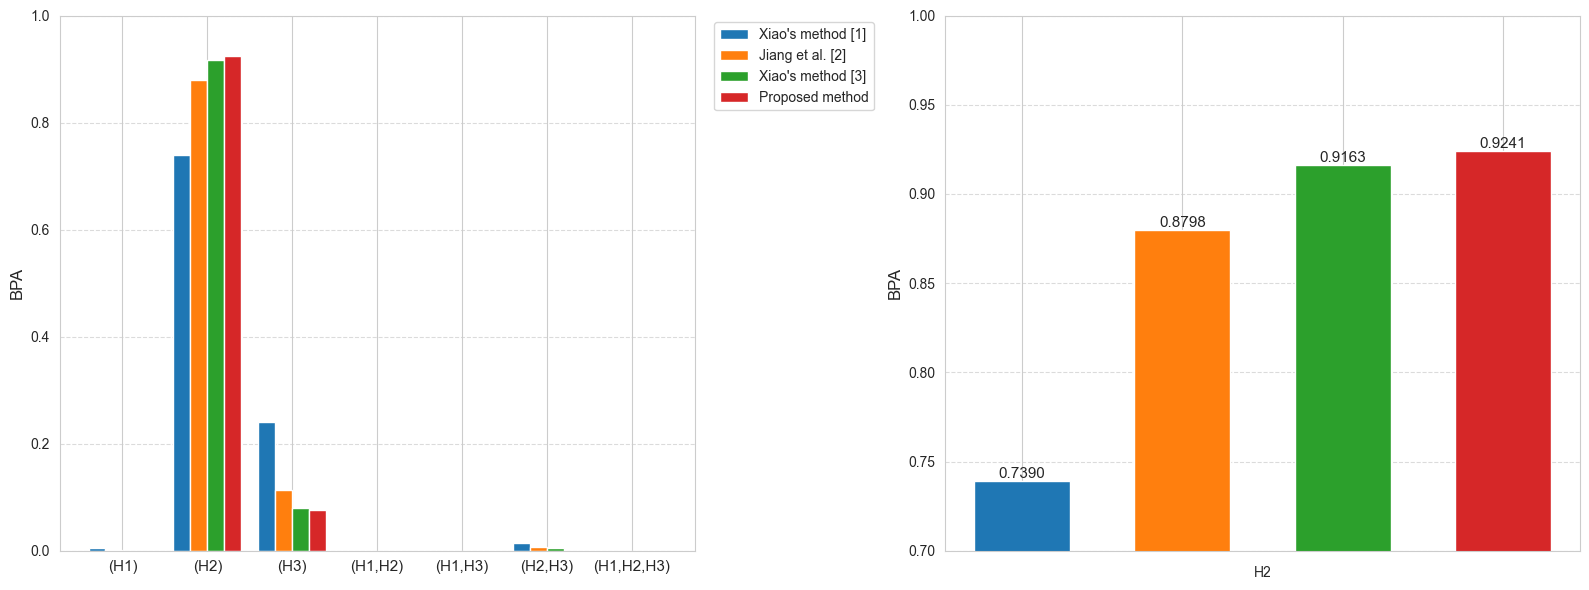 1.0
0.8
0.6
0.4
0.2
0.0
BPA
(H1)
(H2)
(H3)
(H1,H2)
(H1,H3)
(H2,H3)
(H1,H2,H3)
Xiao's method [1]
Jiang et al. [2]
Xiao's method [3]
Proposed method
1.00
0.95
0.90
0.85
0.80
0.75
0.70
BPA
0.7390
0.8798
0.9163
0.9241
H2